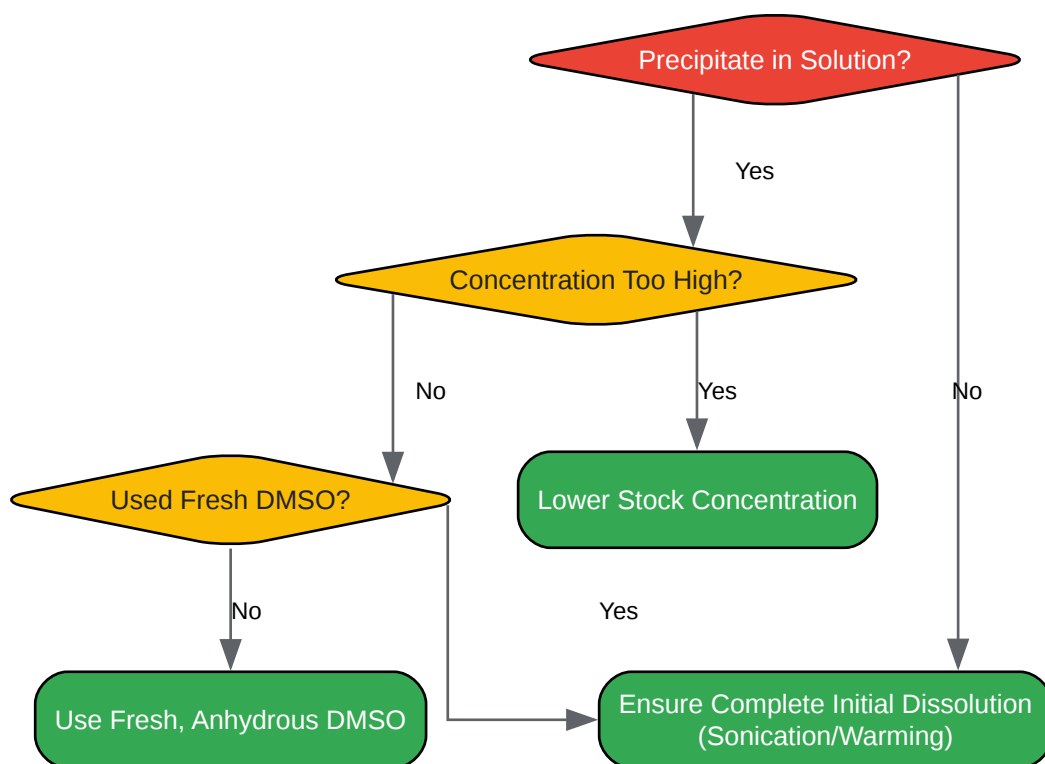 Precipitate in Solution?
Yes
Concentration Too High?
No
Yes
No
Used Fresh DMSO?
Lower Stock Concentration
No
Yes
Use Fresh, Anhydrous DMSO
Ensure Complete Initial Dissolution
(Sonication/Warming)